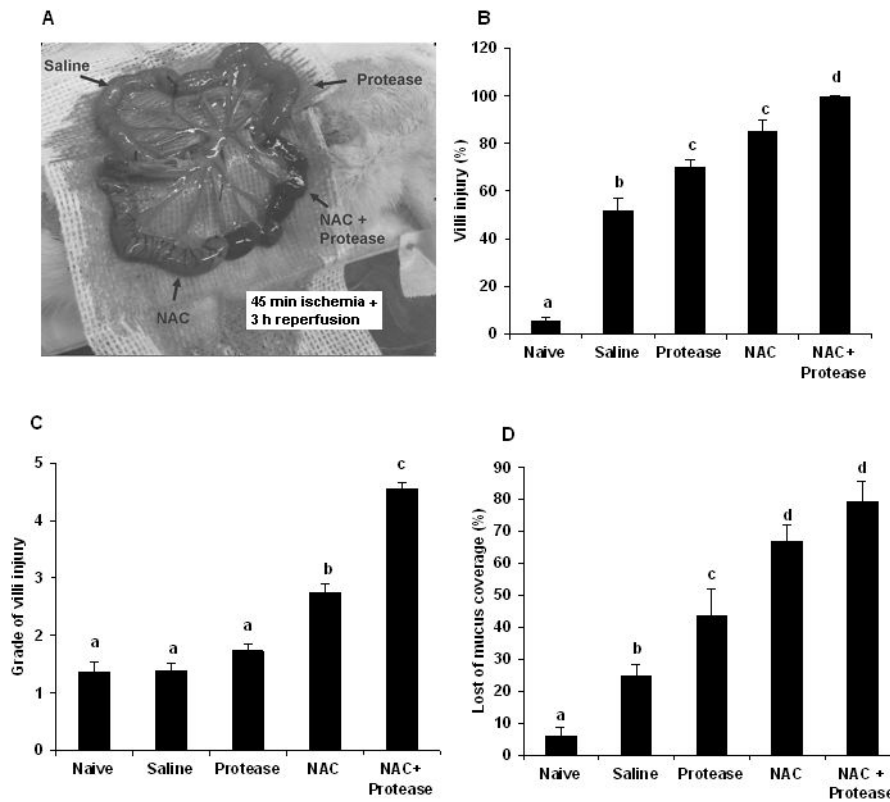 A
Saline
Protease
NAC +
Protease
NAC
45 min ischemia +
3 h reperfusion
B
Villi injury (%)
120
100
80
60
40
20
0
a
b
c
c
d
Naive Saline Protease NAC NAC +
Protease
C
Grade of villi injury
5
4
3
2
1
0
a
a
a
b
c
Naive Saline Protease NAC NAC+
Protease
D
Lost of mucus coverage (%)
90
80
70
60
50
40
30
20
10
0
a
b
c
d
d
Naive Saline Protease NAC NAC +
Protease